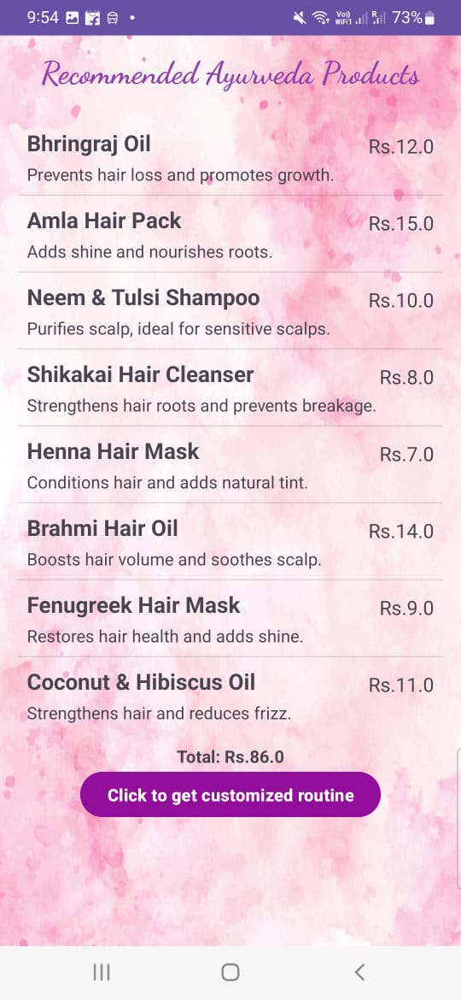 9:54
Vo))
WiFi1
R
73%
Recommended Ayurveda Products
Bhringraj Oil
Rs.12.0
Prevents hair loss and promotes growth.
Amla Hair Pack
Rs.15.0
Adds shine and nourishes roots.
Neem & Tulsi Shampoo
Rs.10.0
Purifies scalp, ideal for sensitive scalps.
Shikakai Hair Cleanser
Rs.8.0
Strengthens hair roots and prevents breakage.
Henna Hair Mask
Rs.7.0
Conditions hair and adds natural tint.
Brahmi Hair Oil
Rs.14.0
Boosts hair volume and soothes scalp.
Fenugreek Hair Mask
Rs.9.0
Restores hair health and adds shine.
Coconut & Hibiscus Oil
Rs.11.0
Strengthens hair and reduces frizz.
Total: Rs.86.0
Click to get customized routine